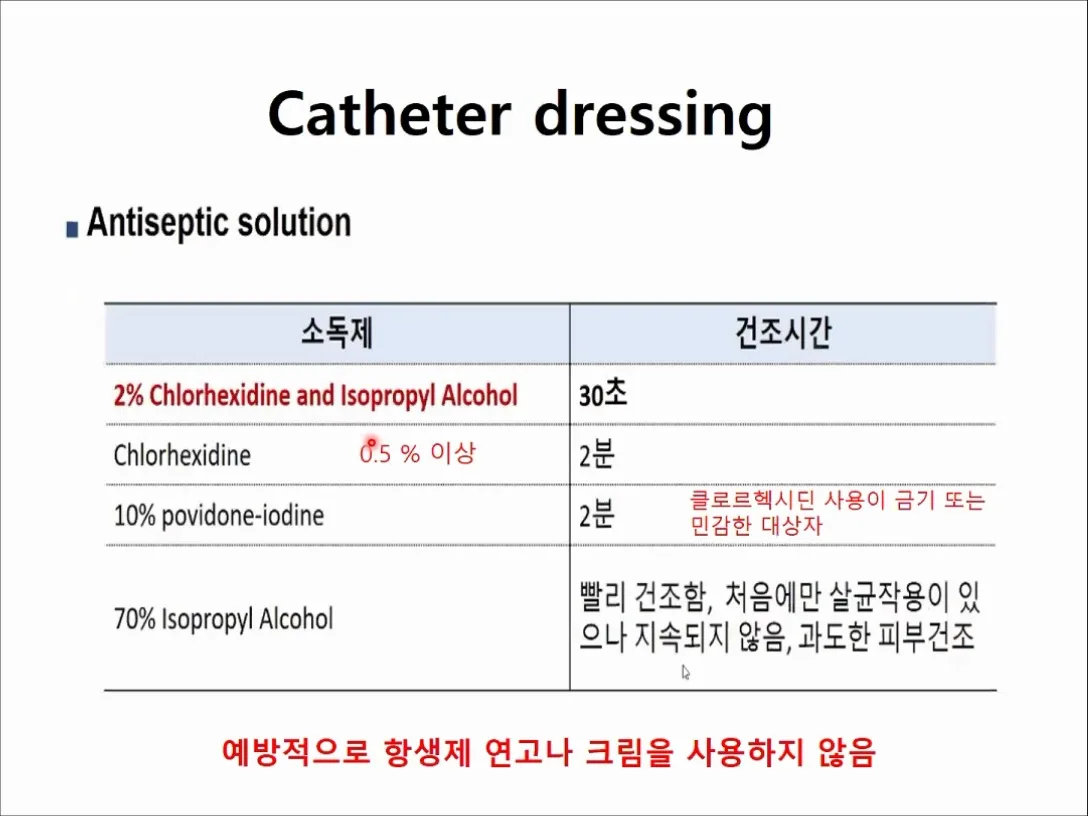 Catheter dressing
Antiseptic solution
소독제 건조시간
2% Chlorhexidine and Isopropyl Alcohol 30초
Chlorhexidine 0.5 % 이상 2분
10% povidone-iodine 2분 클로르헥시딘 사용이 금기 또는
민감한 대상자
70% Isopropyl Alcohol 빨리 건조함, 처음에만 살균작용이 있
으나 지속되지 않음, 과도한 피부건조
예방적으로 항생제 연고나 크림을 사용하지 않음